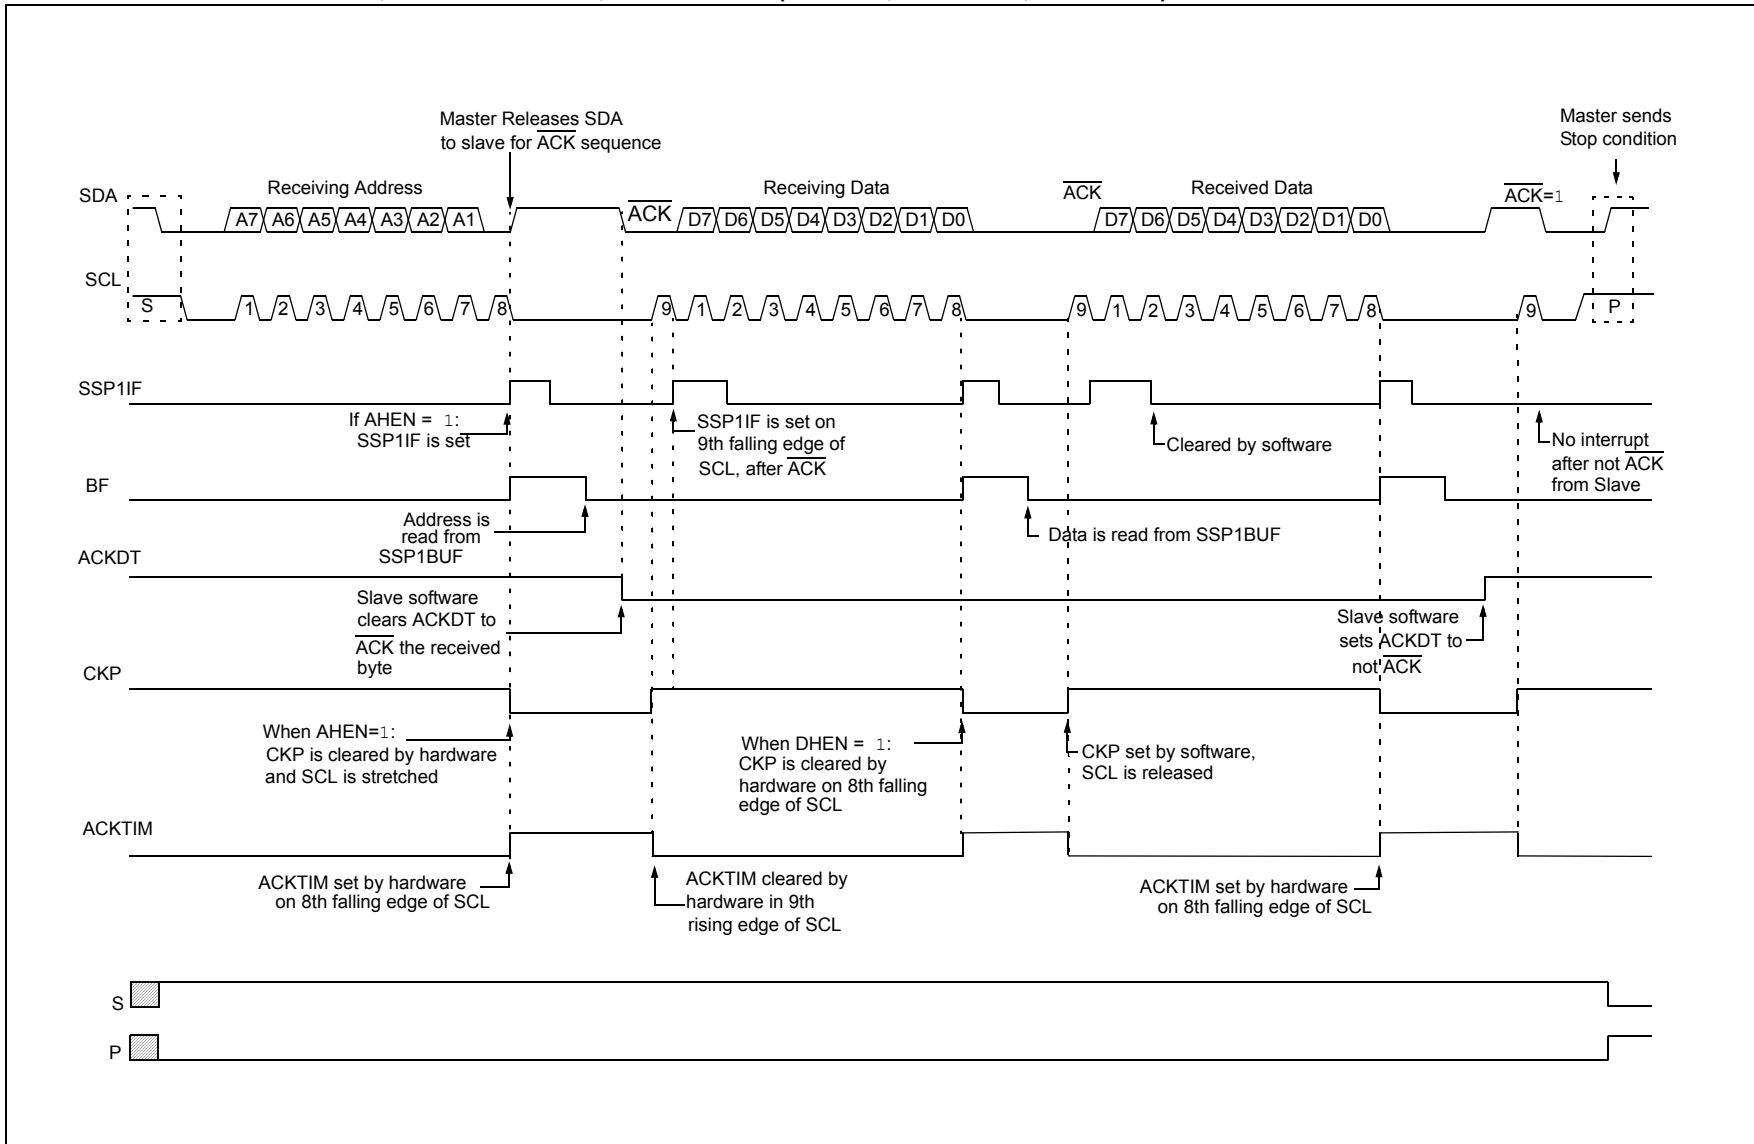 Master Releases SDA
to slave for ACK sequence
Master sends
Stop condition
SDA
Receiving Address
ACK
Receiving Data
ACK
Received Data
ACK=1
A7 A6 A5 A4 A3 A2 A1
D7 D6 D5 D4 D3 D2 D1 D0
D7 D6 D5 D4 D3 D2 D1 D0
SCL
S
1 2 3 4 5 6 7 8
9 1 2 3 4 5 6 7 8
9 1 2 3 4 5 6 7 8
9
P
SSP1IF
If AHEN = 1:
SSP1IF is set
SSP1IF is set on
9th falling edge of
SCL, after ACK
Cleared by software
No interrupt
after not ACK
from Slave
BF
Address is
read from
SSP1BUF
Data is read from SSP1BUF
ACKDT
Slave software
clears ACKDT to
ACK the received
byte
Slave software
sets ACKDT to
not ACK
CKP
When AHEN=1:
CKP is cleared by hardware
and SCL is stretched
When DHEN = 1:
CKP is cleared by
hardware on 8th falling
edge of SCL
CKP set by software,
SCL is released
ACKTIM
ACKTIM set by hardware
on 8th falling edge of SCL
ACKTIM cleared by
hardware in 9th
rising edge of SCL
ACKTIM set by hardware
on 8th falling edge of SCL
S
P